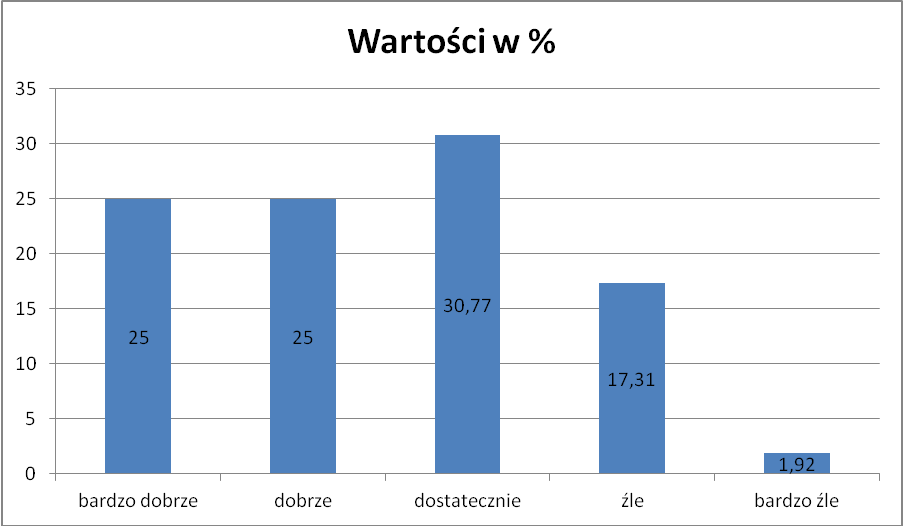 Wartości w %
35
30
25
20
15
10
5
0
25
25
30,77
17,31
1,92
bardzo dobrze
dobrze
dostatecznie
źle
bardzo źle